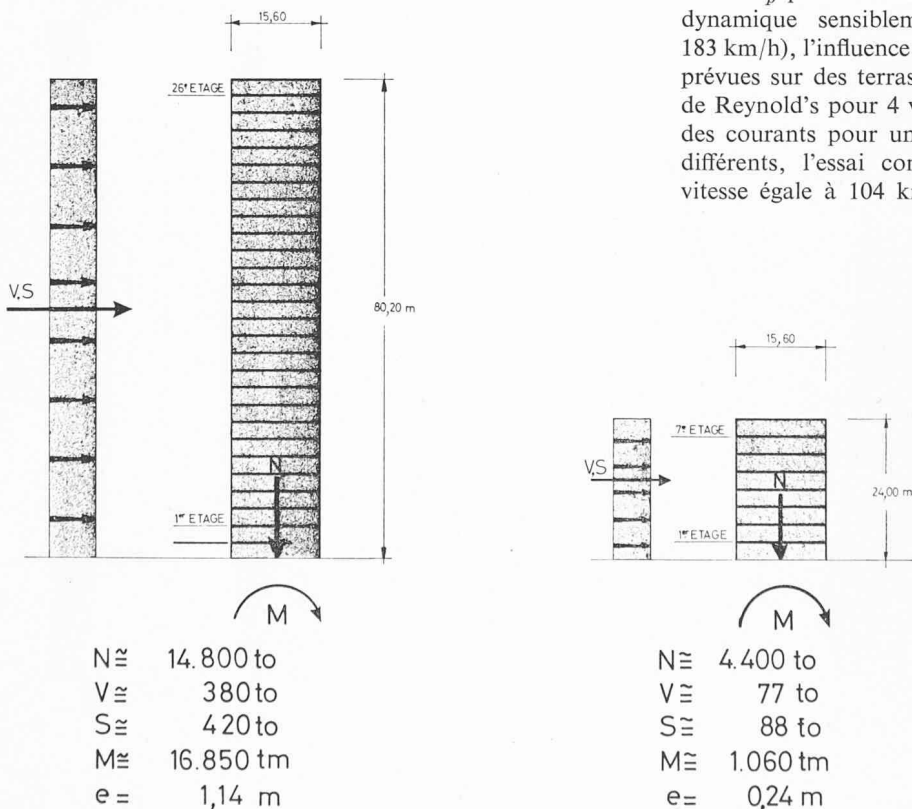 15,60
26e ETAGE
V,S
80,20 m
N
1er ETAGE
M
N≅ 14.800 to
V≅ 380 to
S≅ 420 to
M≅ 16.850 tm
e = 1,14 m
dynamique sensiblem
183 km/h), l'influence
prévues sur des terras
de Reynold's pour 4 v
des courants pour un
différents, l'essai con
vitesse égale à 104 k
15,60
7e ETAGE
V,S
N
24,00 m
1er ETAGE
M
N≅ 4.400 to
V≅ 77 to
S≅ 88 to
M≅ 1.060 tm
e= 0,24 m